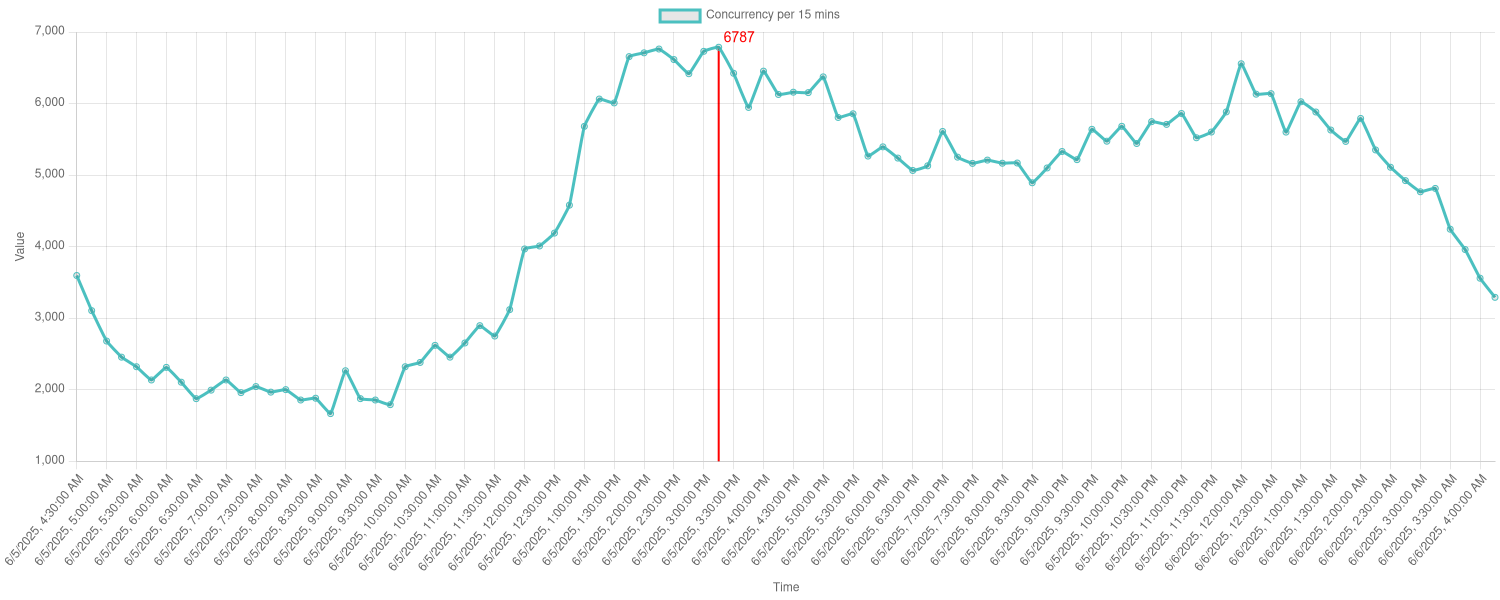 Concurrency per 15 mins
6787
7,000
6,000
5,000
4,000
3,000
2,000
1,000
Value
6/5/2025, 4:30:00 AM
6/5/2025, 5:00:00 AM
6/5/2025, 5:30:00 AM
6/5/2025, 6:00:00 AM
6/5/2025, 6:30:00 AM
6/5/2025, 7:00:00 AM
6/5/2025, 7:30:00 AM
6/5/2025, 8:00:00 AM
6/5/2025, 8:30:00 AM
6/5/2025, 9:00:00 AM
6/5/2025, 9:30:00 AM
6/5/2025, 10:00:00 AM
6/5/2025, 10:30:00 AM
6/5/2025, 11:00:00 AM
6/5/2025, 11:30:00 AM
6/5/2025, 12:00:00 PM
6/5/2025, 12:30:00 PM
6/5/2025, 1:00:00 PM
6/5/2025, 1:30:00 PM
6/5/2025, 2:00:00 PM
6/5/2025, 2:30:00 PM
6/5/2025, 3:00:00 PM
6/5/2025, 3:30:00 PM
6/5/2025, 4:00:00 PM
6/5/2025, 4:30:00 PM
6/5/2025, 5:00:00 PM
6/5/2025, 5:30:00 PM
6/5/2025, 6:00:00 PM
6/5/2025, 6:30:00 PM
6/5/2025, 7:00:00 PM
6/5/2025, 7:30:00 PM
6/5/2025, 8:00:00 PM
6/5/2025, 8:30:00 PM
6/5/2025, 9:00:00 PM
6/5/2025, 9:30:00 PM
6/5/2025, 10:00:00 PM
6/5/2025, 10:30:00 PM
6/5/2025, 11:00:00 PM
6/5/2025, 11:30:00 PM
6/6/2025, 12:00:00 AM
6/6/2025, 12:30:00 AM
6/6/2025, 1:00:00 AM
6/6/2025, 1:30:00 AM
6/6/2025, 2:00:00 AM
6/6/2025, 2:30:00 AM
6/6/2025, 3:00:00 AM
6/6/2025, 3:30:00 AM
6/6/2025, 4:00:00 AM
Time